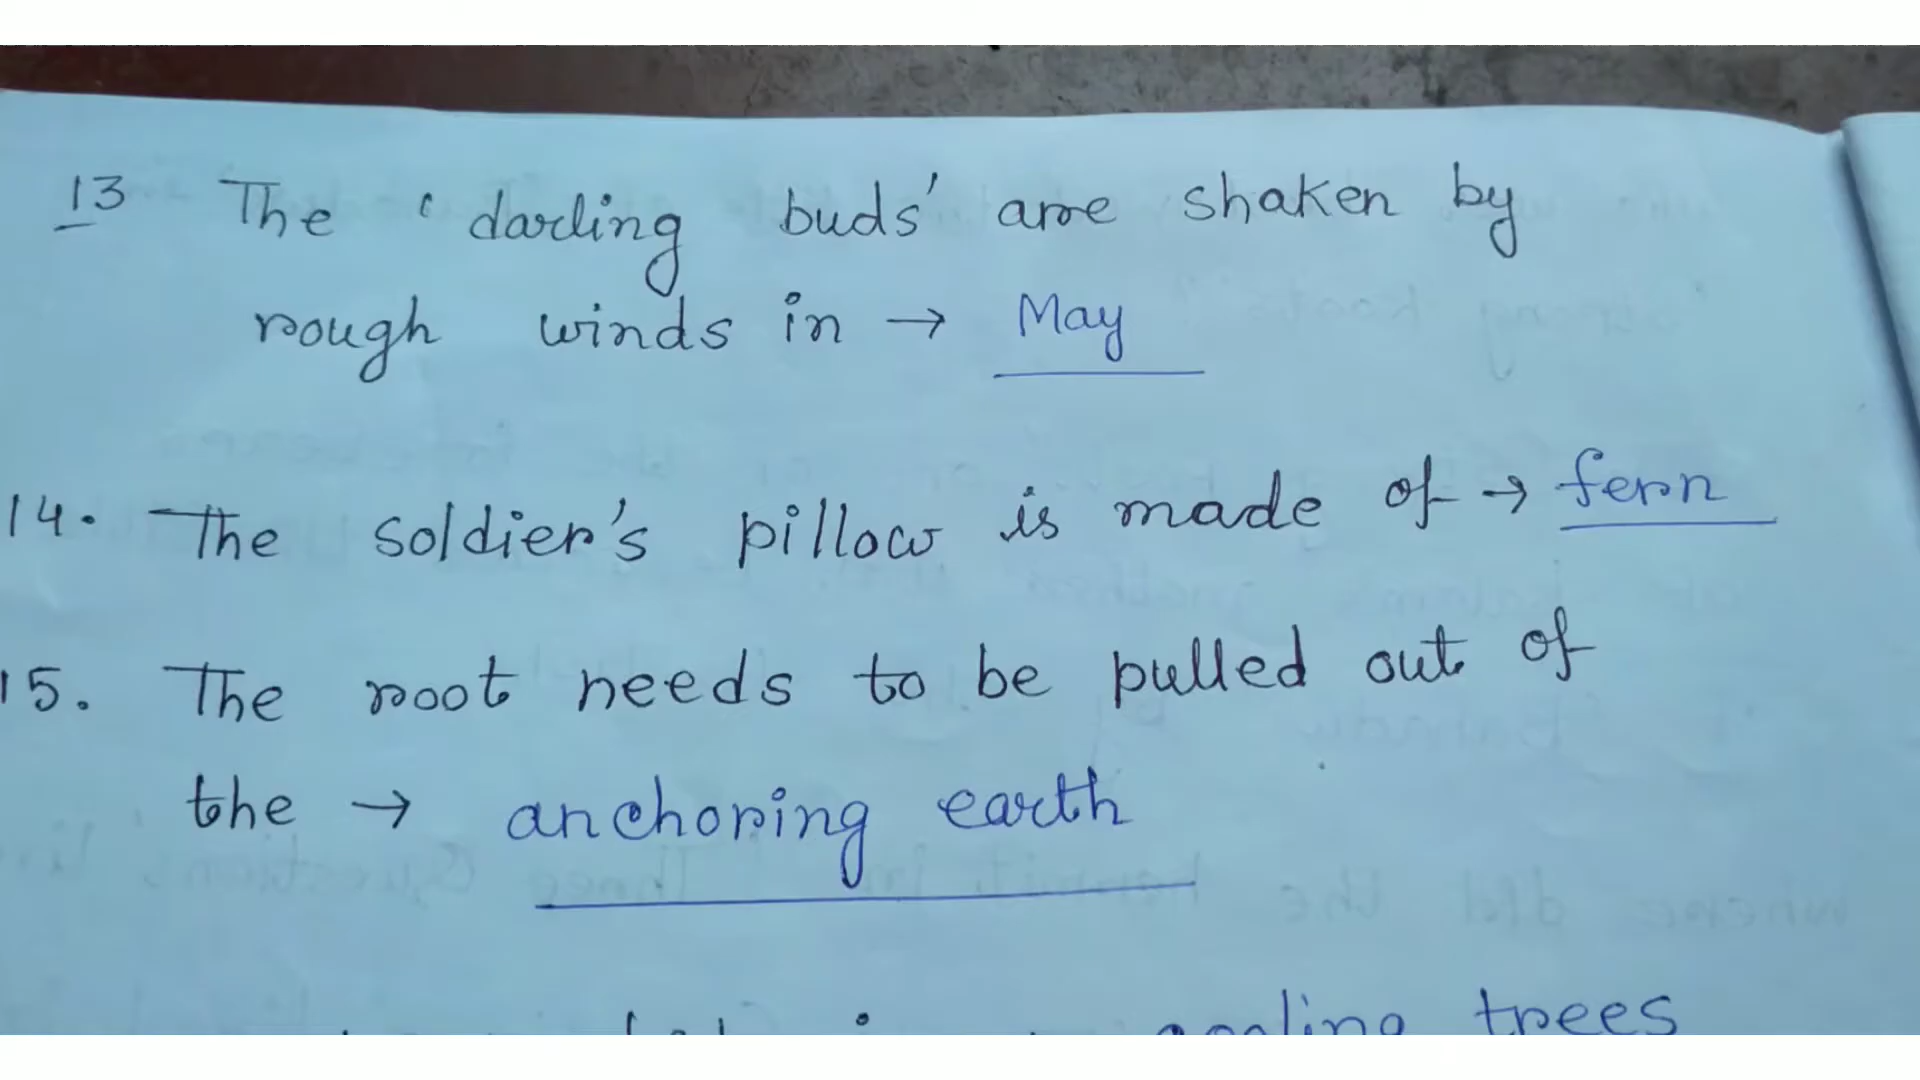 13 The 'darling buds' are shaken by
rough winds in → May
14. The soldier's pillow is made of → fern
15. The root needs to be pulled out of
the → anchoring earth
trees